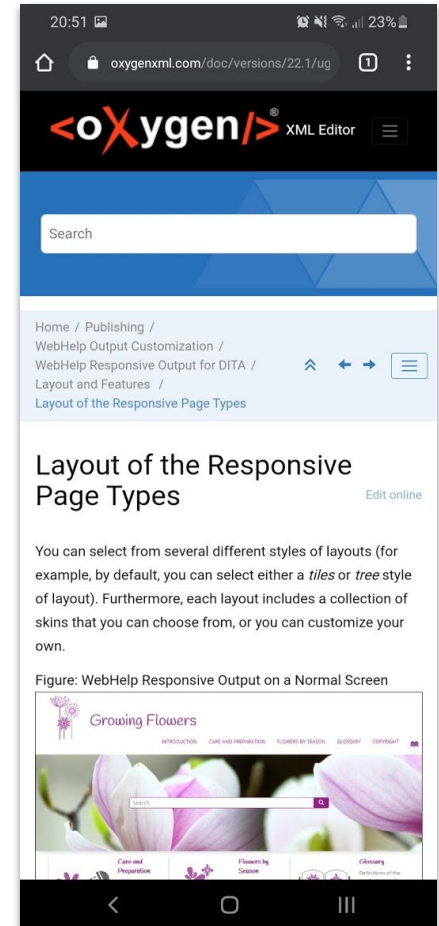 20:51
23%
oxygenxml.com/doc/versions/22.1/ug
1
<oXygen/>® XML Editor
Search
Home / Publishing /
WebHelp Output Customization /
WebHelp Responsive Output for DITA /
Layout and Features /
Layout of the Responsive Page Types
Layout of the Responsive
Page Types
Edit online
You can select from several different styles of layouts (for
example, by default, you can select either a tiles or tree style
of layout). Furthermore, each layout includes a collection of
skins that you can choose from, or you can customize your
own.
Figure: WebHelp Responsive Output on a Normal Screen
Growing Flowers
INTRODUCTION CARE AND PREPARATION FLOWERS BY SEASON GLOSSARY COPYRIGHT
Search
Care and
Preparation
Flowers by
Season
Glossary
Definitions of the